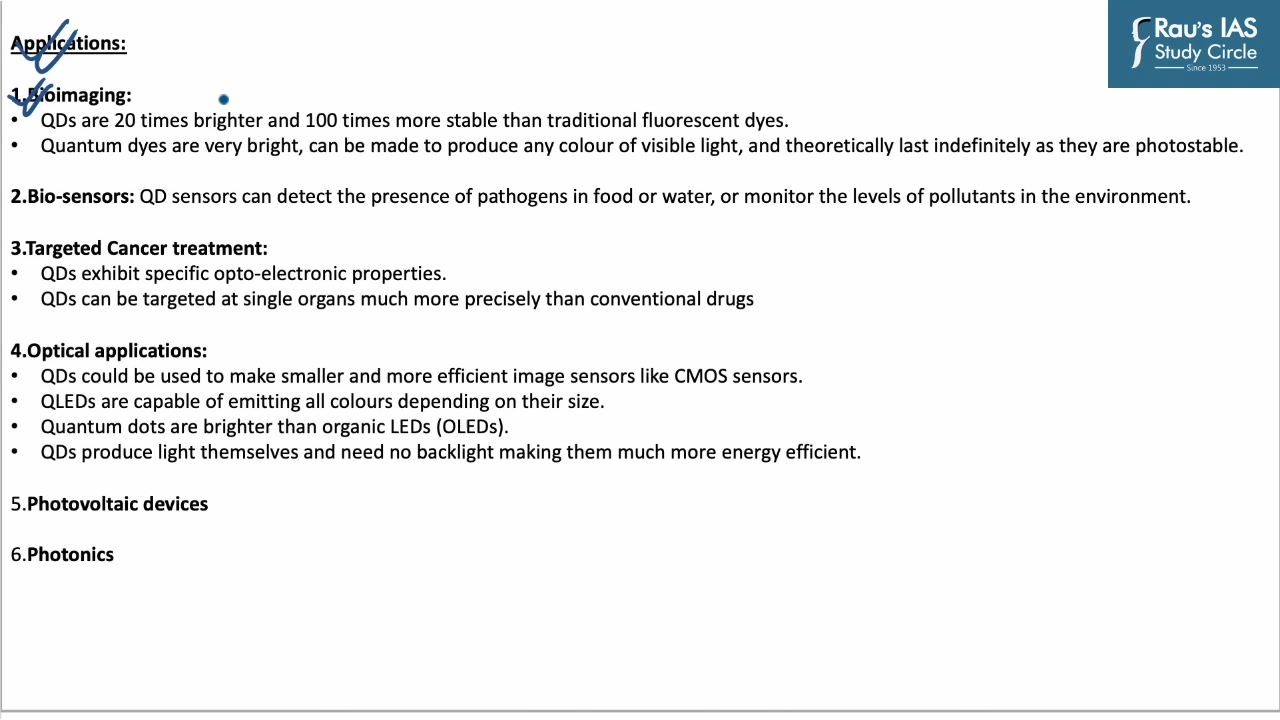 Rau's IAS
Study Circle
Since 1953
Applications:
1.Bioimaging:
• QDs are 20 times brighter and 100 times more stable than traditional fluorescent dyes.
• Quantum dyes are very bright, can be made to produce any colour of visible light, and theoretically last indefinitely as they are photostable.
2.Bio-sensors: QD sensors can detect the presence of pathogens in food or water, or monitor the levels of pollutants in the environment.
3.Targeted Cancer treatment:
• QDs exhibit specific opto-electronic properties.
• QDs can be targeted at single organs much more precisely than conventional drugs
4.Optical applications:
• QDs could be used to make smaller and more efficient image sensors like CMOS sensors.
• QLEDs are capable of emitting all colours depending on their size.
• Quantum dots are brighter than organic LEDs (OLEDs).
• QDs produce light themselves and need no backlight making them much more energy efficient.
5.Photovoltaic devices
6.Photonics